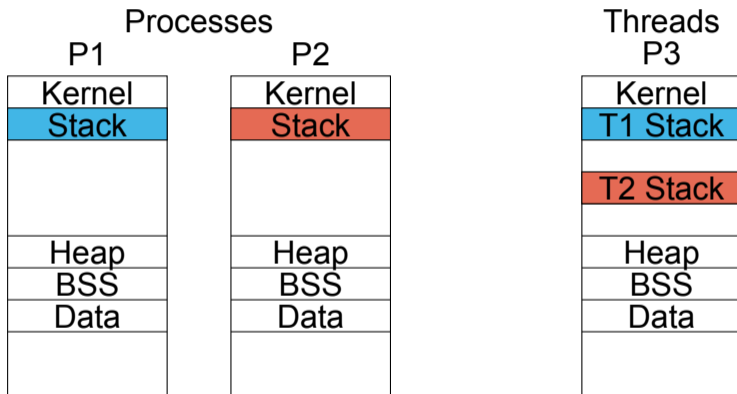 Processes
Threads
P1
P2
P3
Kernel
Stack
Heap
BSS
Data
Kernel
Stack
Heap
BSS
Data
Kernel
T1 Stack
T2 Stack
Heap
BSS
Data